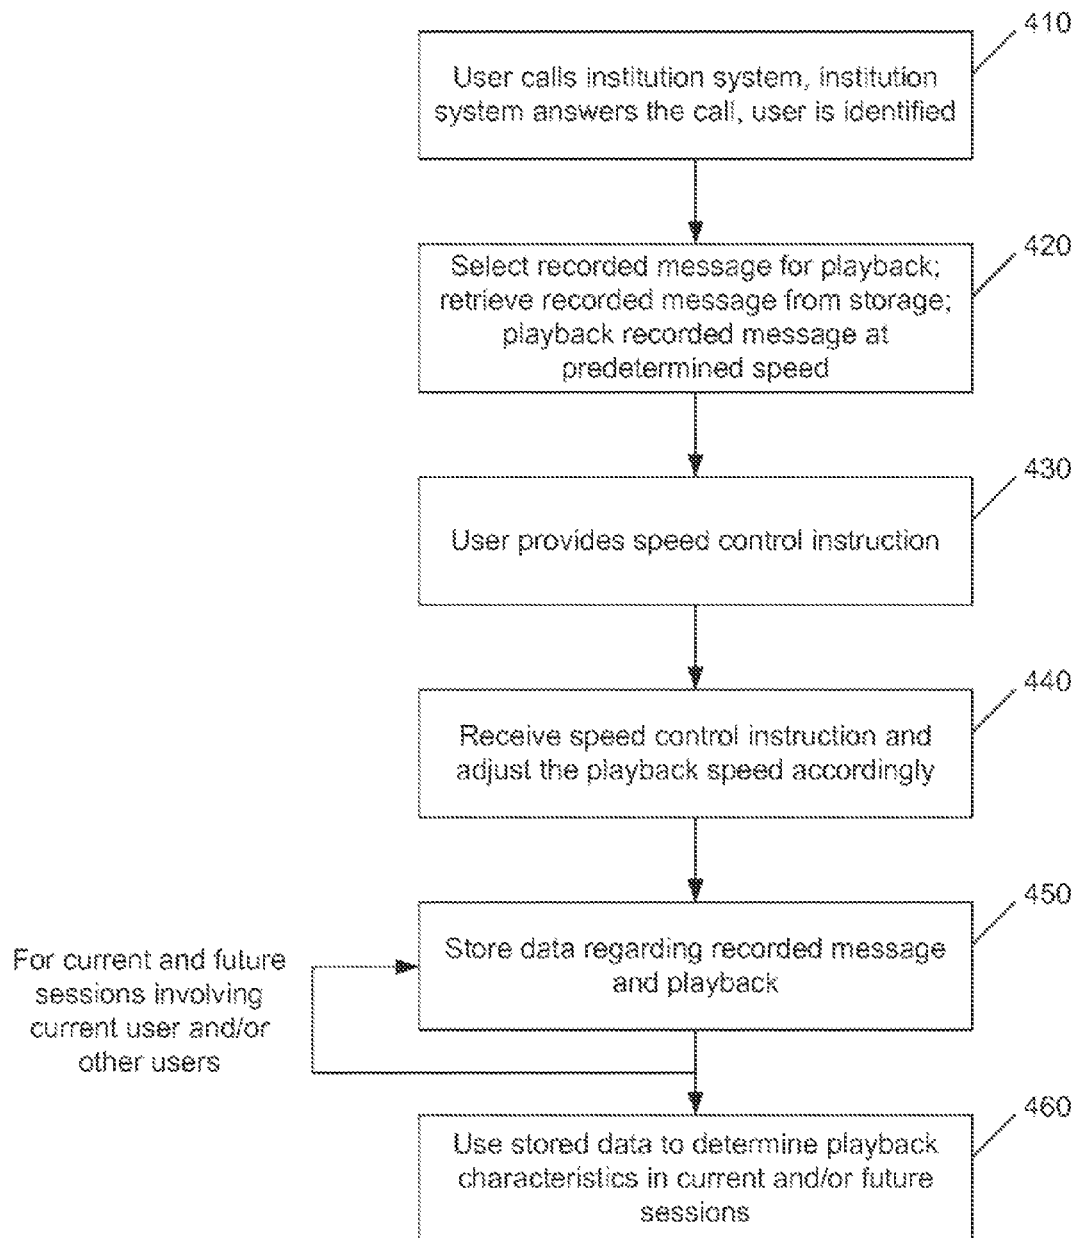 410
User calls institution system, institution
system answers the call, user is identified
420
Select recorded message for playback;
retrieve recorded message from storage;
playback recorded message at
predetermined speed
430
User provides speed control instruction
440
Receive speed control instruction and
adjust the playback speed accordingly
450
Store data regarding recorded message
and playback
For current and future
sessions involving
current user and/or
other users
460
Use stored data to determine playback
characteristics in current and/or future
sessions